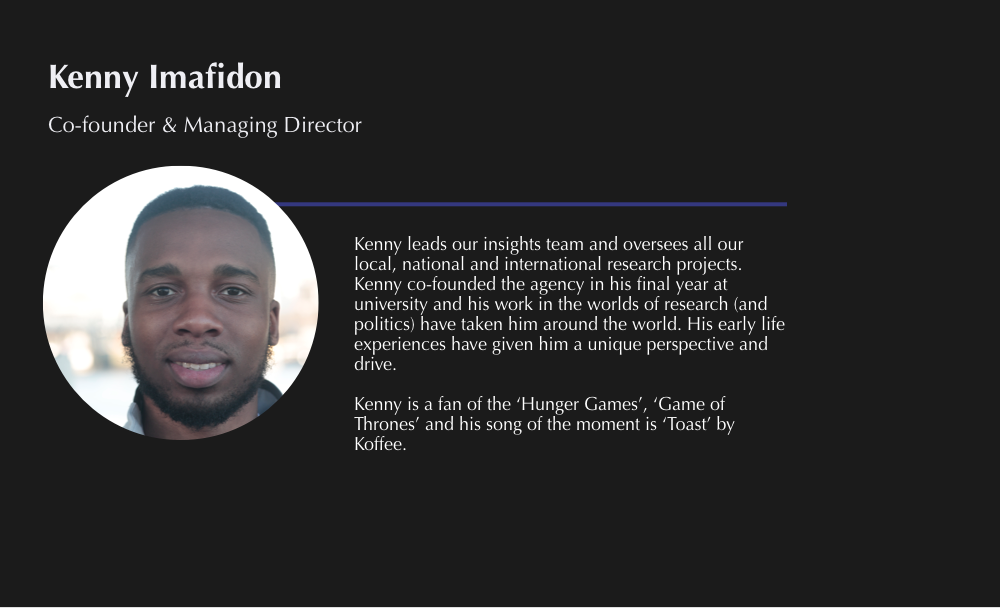 Kenny Imafidon
Co-founder & Managing Director
Kenny leads our insights team and oversees all our
local, national and international research projects.
Kenny co-founded the agency in his final year at
university and his work in the worlds of research (and
politics) have taken him around the world. His early life
experiences have given him a unique perspective and
drive.
Kenny is a fan of the ‘Hunger Games’, ‘Game of
Thrones’ and his song of the moment is ‘Toast’ by
Koffee.